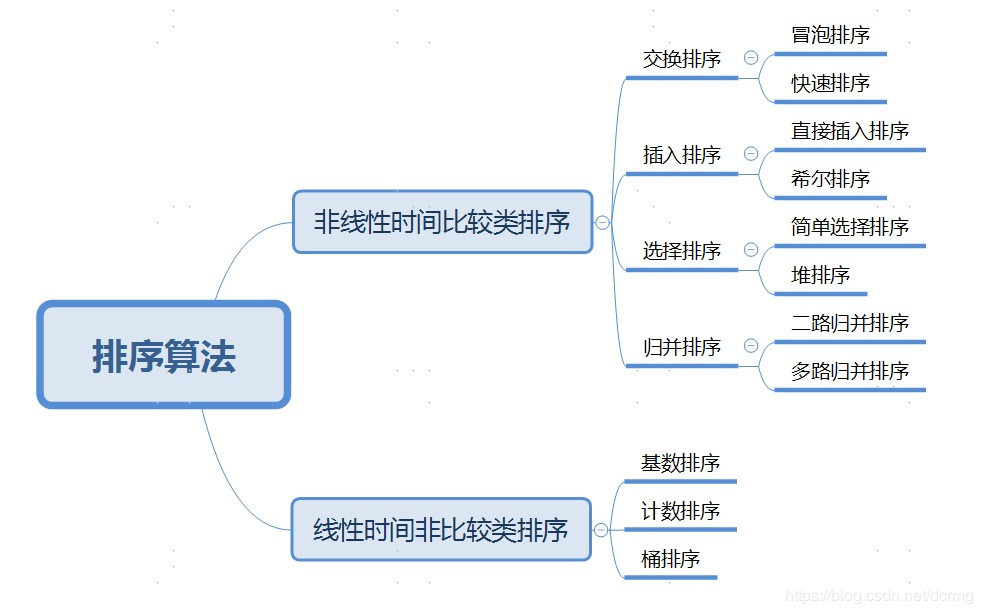 排序算法
非线性时间比较类排序
交换排序
冒泡排序
快速排序
插入排序
直接插入排序
希尔排序
选择排序
简单选择排序
堆排序
归并排序
二路归并排序
多路归并排序
线性时间非比较类排序
基数排序
计数排序
桶排序
https://blog.csdn.net/dcrmg